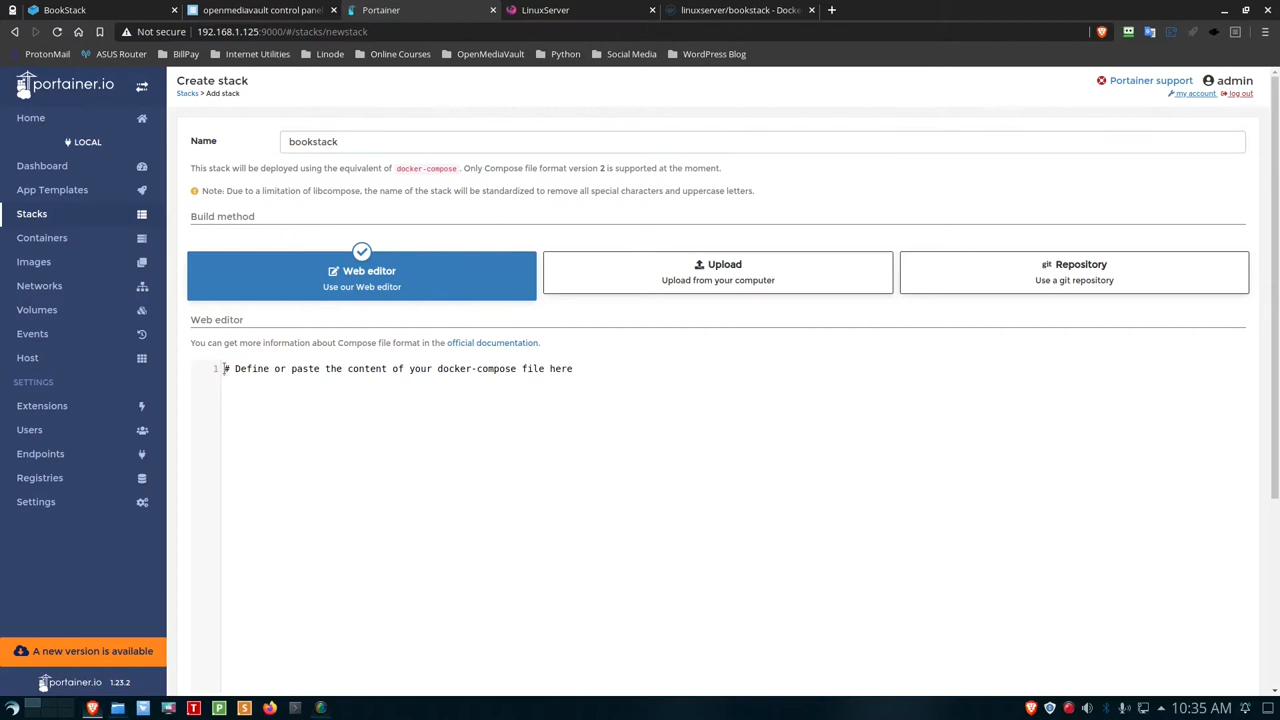 BookStack
openmediavault control panel
Portainer
LinuxServer
linuxserver/bookstack - Docke
Not secure 192.168.1.125:9000/#/stacks/newstack
ProtonMail ASUS Router BillPay Internet Utilities Linode Online Courses OpenMediaVault Python Social Media WordPress Blog
portainer.io
Home
LOCAL
Dashboard
App Templates
Stacks
Containers
Images
Networks
Volumes
Events
Host
SETTINGS
Extensions
Users
Endpoints
Registries
Settings
A new version is available
portainer.io 1.23.2
Create stack
Stacks > Add stack
Portainer support admin
my account log out
Name bookstack
This stack will be deployed using the equivalent of docker-compose. Only Compose file format version 2 is supported at the moment.
Note: Due to a limitation of libcompose, the name of the stack will be standardized to remove all special characters and uppercase letters.
Build method
Web editor
Use our Web editor
Upload
Upload from your computer
git Repository
Use a git repository
Web editor
You can get more information about Compose file format in the official documentation.
1 # Define or paste the content of your docker-compose file here
10:35 AM